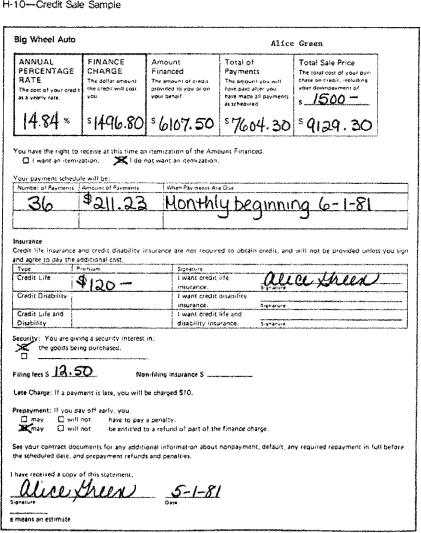 H-10—Credit Sale Sample
Big Wheel Auto
Alice Green
ANNUAL PERCENTAGE RATE
The cost of your credit as a yearly rate.
14.84 %
FINANCE CHARGE
The dollar amount the credit will cost you.
$1496.80
Amount Financed
The amount of credit provided to you or on your behalf.
$6107.50
Total of Payments
The amount you will have paid after you have made all payments as scheduled.
$7604.30
Total Sale Price
The total cost of your purchase on credit, including your downpayment of
$ 1500 —
$9129.30
You have the right to receive at this time an itemization of the Amount Financed.
☐ I want an itemization. ☒ I do not want an itemization.
Your payment schedule will be:
Number of Payments Amount of Payments When Payments Are Due
36 $211.23 Monthly beginning 6-1-81
Insurance
Credit life insurance and credit disability insurance are not required to obtain credit, and will not be provided unless you sign
and agree to pay the additional cost.
Type Premium Signature
Credit Life $120 — I want credit life insurance. Alice Green Signature
Credit Disability I want credit disability insurance. Signature
Credit Life and Disability I want credit life and disability insurance. Signature
Security: You are giving a security interest in:
☒ the goods being purchased.
☐
Filing fees $ 12.50 Non-filing insurance $
Late Charge: If a payment is late, you will be charged $10.
Prepayment: If you pay off early, you
☐ may ☐ will not have to pay a penalty.
☒ may ☐ will not be entitled to a refund of part of the finance charge.
See your contract documents for any additional information about nonpayment, default, any required repayment in full before
the scheduled date, and prepayment refunds and penalties.
I have received a copy of this statement.
Alice Green 5-1-81
Signature Date
e means an estimate